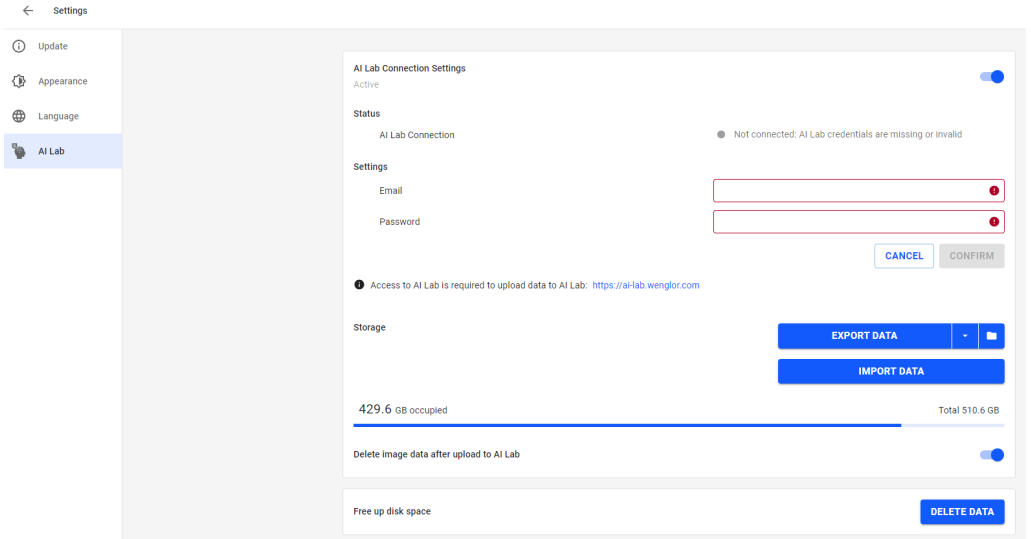 Settings
Update
Appearance
Language
AI Lab
AI Lab Connection Settings
Active
Status
AI Lab Connection
Not connected: AI Lab credentials are missing or invalid
Settings
Email
Password
CANCEL
CONFIRM
Access to AI Lab is required to upload data to AI Lab: https://ai-lab.wenglor.com
Storage
EXPORT DATA
IMPORT DATA
429.6 GB occupied
Total 510.6 GB
Delete image data after upload to AI Lab
Free up disk space
DELETE DATA